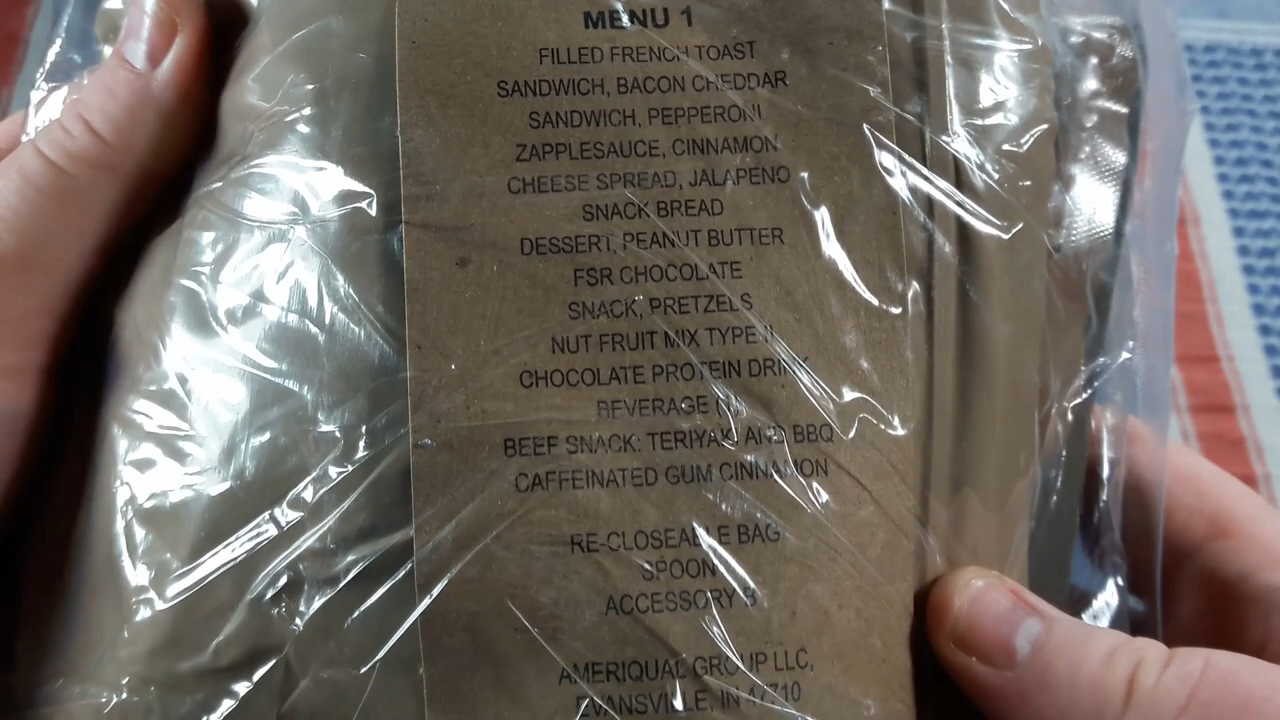 MENU 1
FILLED FRENCH TOAST
SANDWICH, BACON CHEDDAR
SANDWICH, PEPPERONI
ZAPPLESAUCE, CINNAMON
CHEESE SPREAD, JALAPENO
SNACK BREAD
DESSERT, PEANUT BUTTER
FSR CHOCOLATE
SNACK, PRETZELS
NUT FRUIT MIX TYPE II
CHOCOLATE PROTEIN DRINK
BEVERAGE
BEEF SNACK: TERIYAKI AND BBQ
CAFFEINATED GUM CINNAMON
RE-CLOSEABLE BAG
SPOON
ACCESSORY B
AMERIQUAL GROUP LLC,
EVANSVILLE, IN 47710